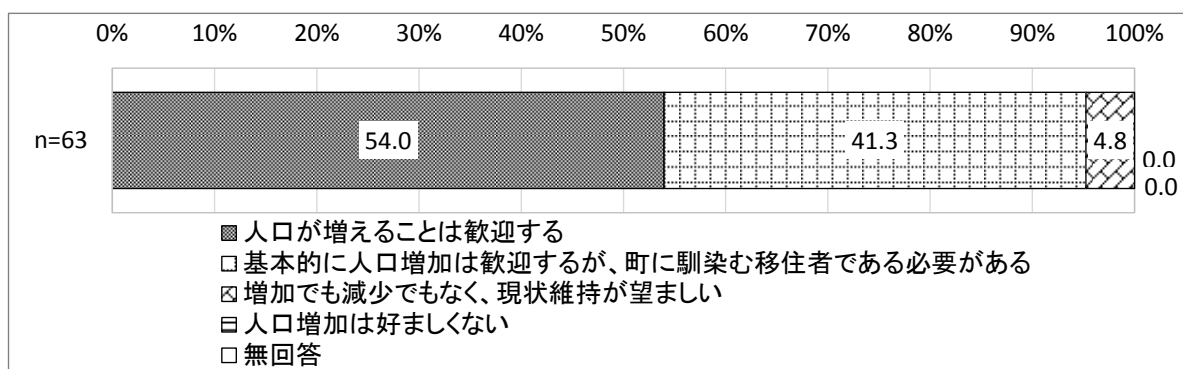 0% 10% 20% 30% 40% 50% 60% 70% 80% 90% 100%
n=63 54.0 41.3 4.8 0.0
0.0
人口が増えることは歓迎する
基本的に人口増加は歓迎するが、町に馴染む移住者である必要がある
増加でも減少でもなく、現状維持が望ましい
人口増加は好ましくない
無回答